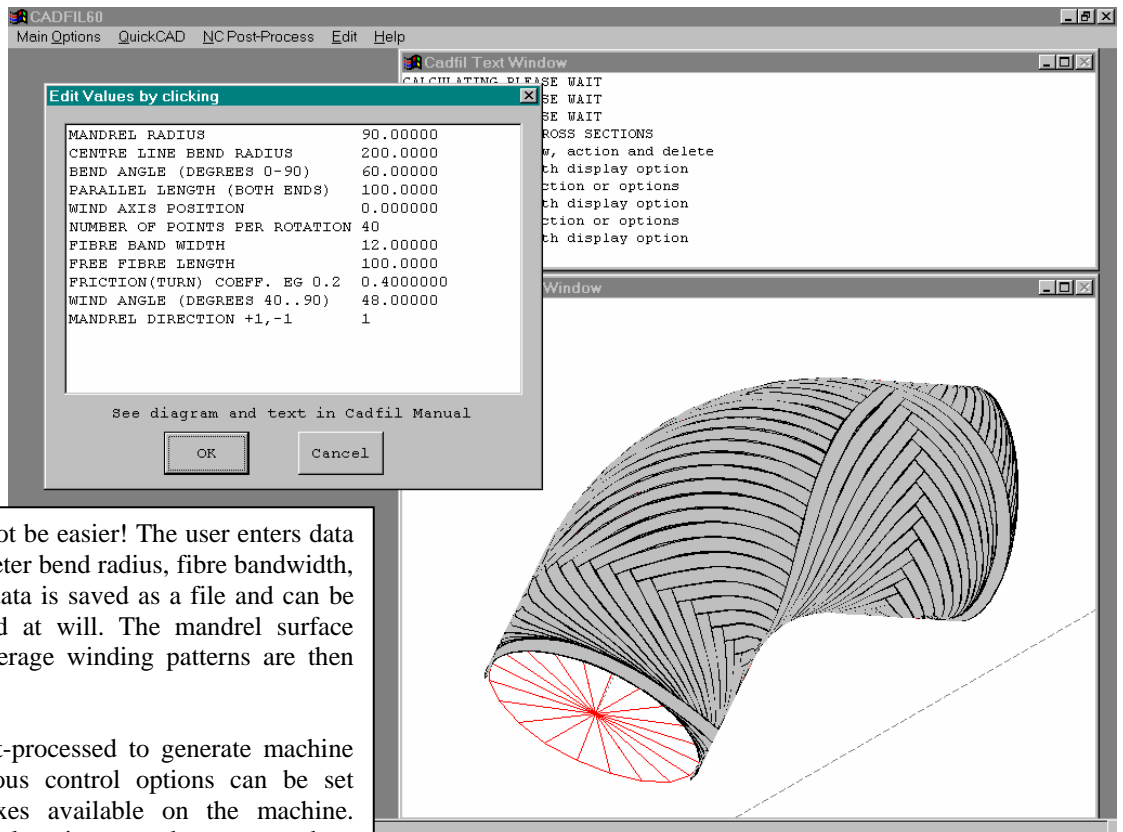 CADFIL60
Main Options QuickCAD NC Post-Process Edit Help
Cadfil Text Window
CALCULATING PLEASE WAIT
SE WAIT
SE WAIT
ROSS SECTIONS
w, action and delete
th display option
ction or options
th display option
ction or options
th display option
Edit Values by clicking
MANDREL RADIUS 90.00000
CENTRE LINE BEND RADIUS 200.0000
BEND ANGLE (DEGREES 0-90) 60.00000
PARALLEL LENGTH (BOTH ENDS) 100.0000
WIND AXIS POSITION 0.000000
NUMBER OF POINTS PER ROTATION 40
FIBRE BAND WIDTH 12.00000
FREE FIBRE LENGTH 100.0000
FRICTION(TURN) COEFF. EG 0.2 0.4000000
WIND ANGLE (DEGREES 40..90) 48.00000
MANDREL DIRECTION +1,-1 1
See diagram and text in Cadfil Manual
OK Cancel
Window
ot be easier! The user enters data
eter bend radius, fibre bandwidth,
ata is saved as a file and can be
d at will. The mandrel surface
erage winding patterns are then
t-processed to generate machine
ous control options can be set
xes available on the machine.